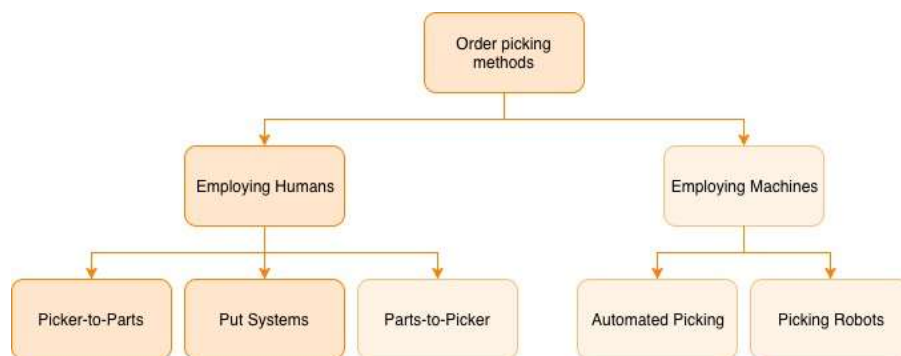 Order picking
methods
Employing Humans
Employing Machines
Picker-to-Parts
Put Systems
Parts-to-Picker
Automated Picking
Picking Robots